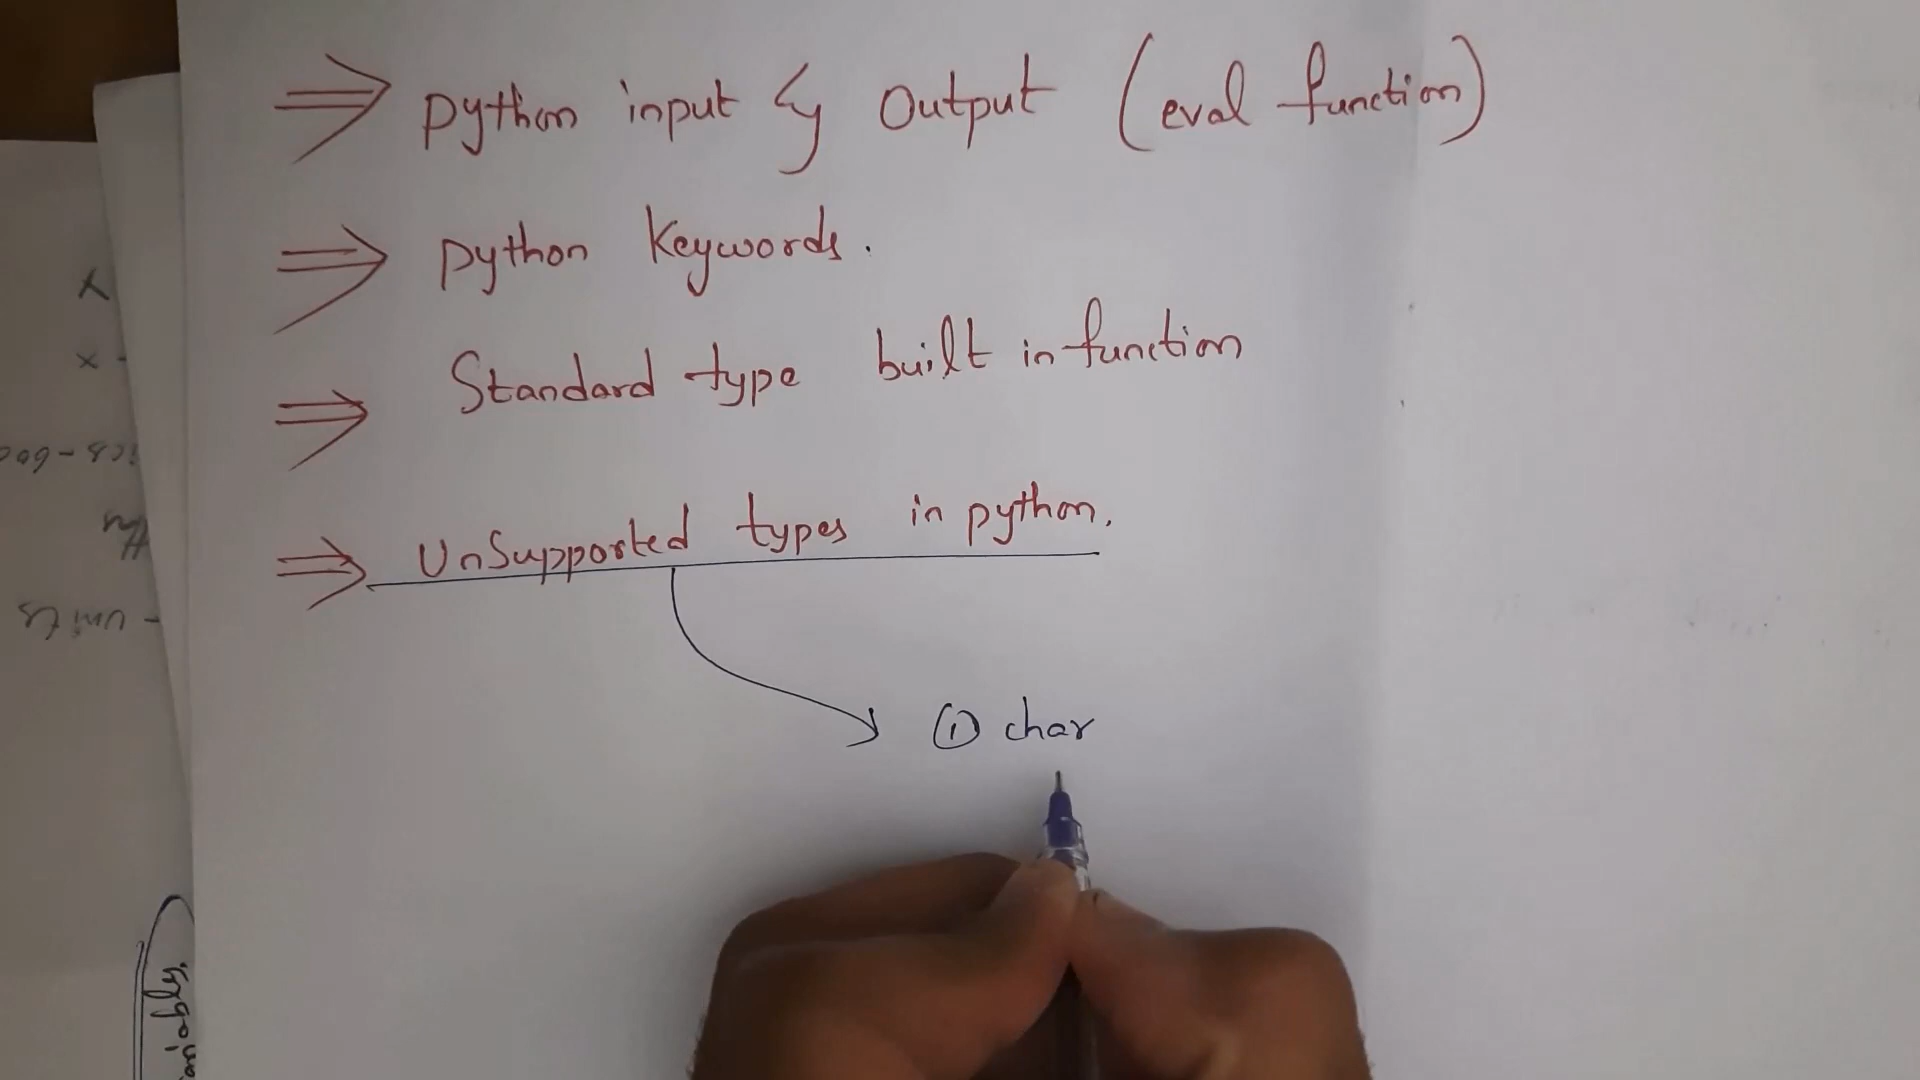 ⇒ python input & Output (eval function)
⇒ python Keywords.
⇒ Standard type built in function
⇒ UnSupported types in python.
① char